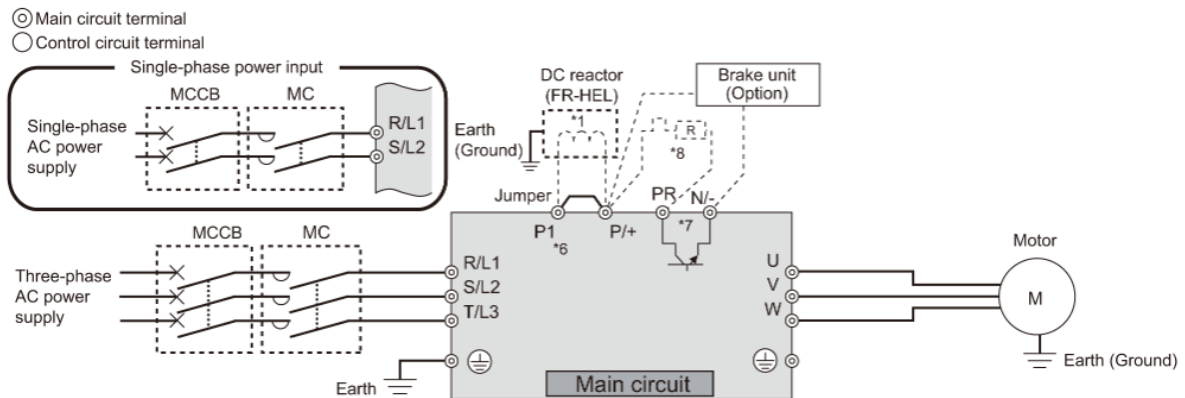 Main circuit terminal
Control circuit terminal
Single-phase power input
MCCB
MC
Single-phase
AC power
supply
R/L1
S/L2
Earth
(Ground)
DC reactor
(FR-HEL)
*1
Brake unit
(Option)
R
*8
Jumper
P1
*6
P/+
PR
*7
N/-
MCCB
MC
Three-phase
AC power
supply
R/L1
S/L2
T/L3
Earth
Main circuit
U
V
W
Motor
M
Earth (Ground)